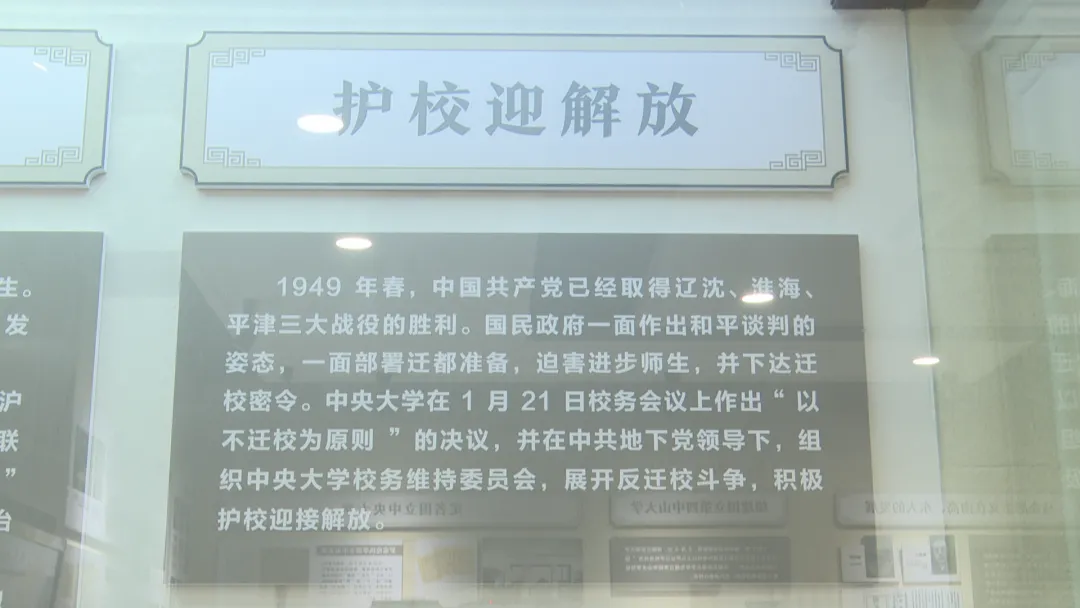 护校迎解放
1949 年春，中国共产党已经取得辽沈、淮海、
平津三大战役的胜利。国民政府一面作出和平谈判的
姿态，一面部署迁都准备，迫害进步师生，并下达迁
校密令。中央大学在 1 月 21 日校务会议上作出“ 以
不迁校为原则 ”的决议，并在中共地下党领导下，组
织中央大学校务维持委员会，展开反迁校斗争，积极
护校迎接解放。
生。
发
沪
联
”
台